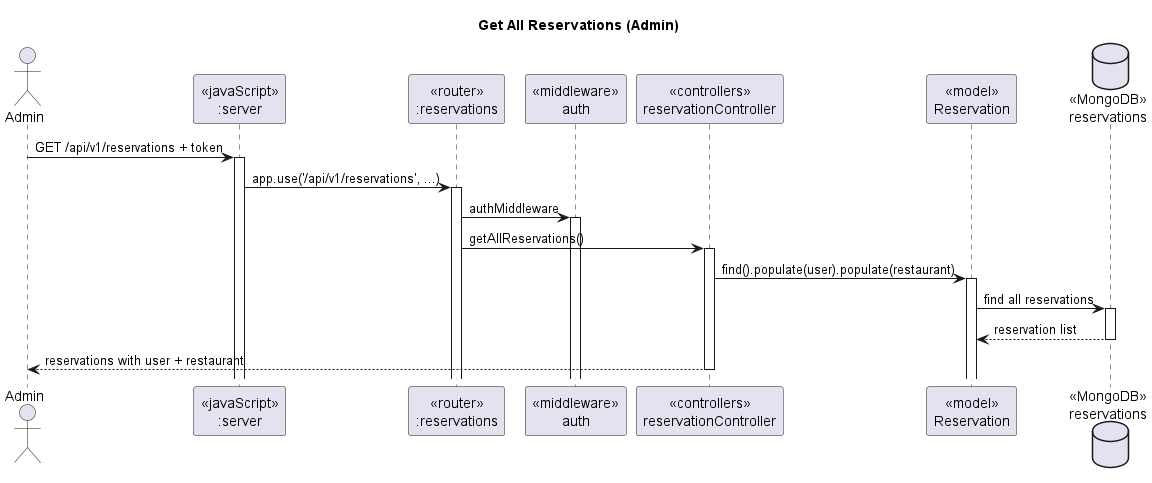 Get All Reservations (Admin)
Admin
«javaScript»
:server
«router»
:reservations
«middleware»
auth
«controllers»
reservationController
«model»
Reservation
«MongoDB»
reservations
GET /api/v1/reservations + token
app.use('/api/v1/reservations', ...)
authMiddleware
getAllReservations()
find().populate(user).populate(restaurant)
find all reservations
reservation list
reservations with user + restaurant
Admin
«javaScript»
:server
«router»
:reservations
«middleware»
auth
«controllers»
reservationController
«model»
Reservation
«MongoDB»
reservations